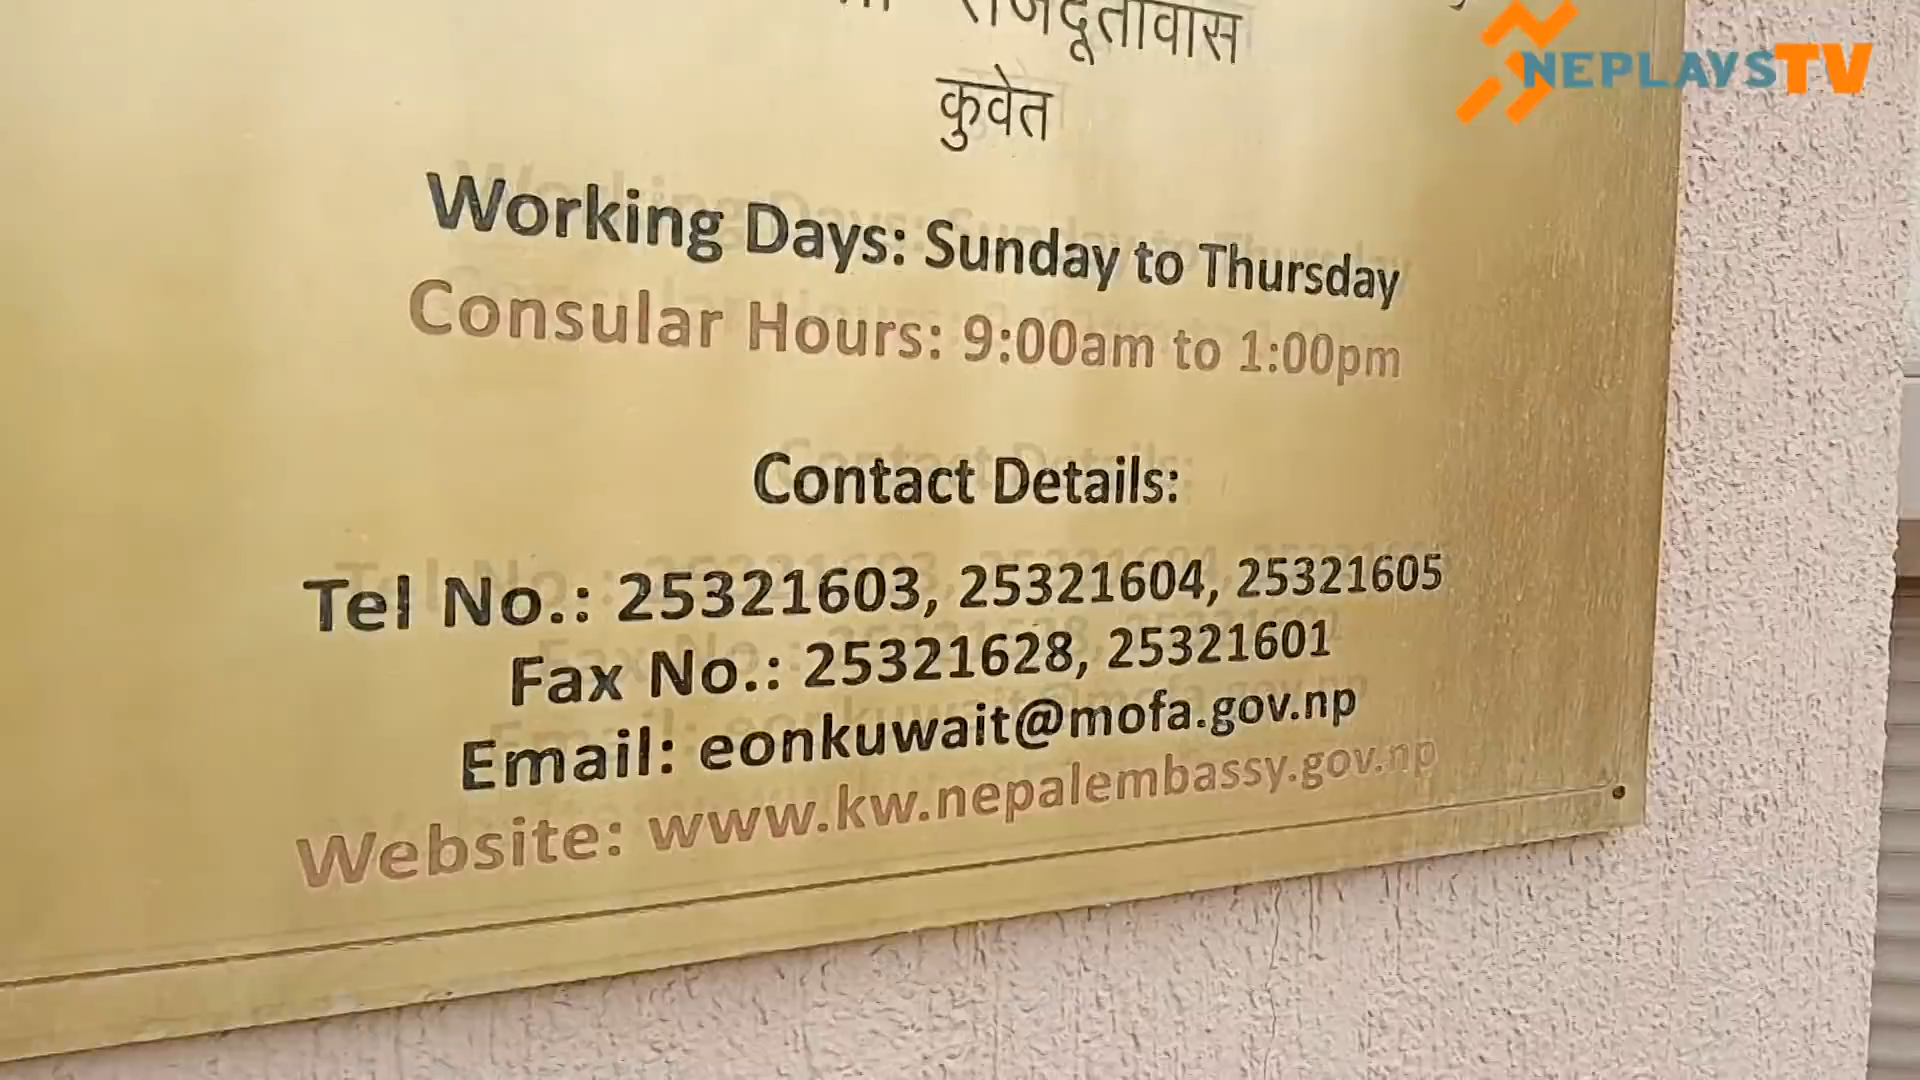 राजदूतावास
NEPLAYSTV
कुवेत
Working Days: Sunday to Thursday
Consular Hours: 9:00am to 1:00pm
Contact Details:
Tel No.: 25321603, 25321604, 25321605
Fax No.: 25321628, 25321601
Email: eonkuwait@mofa.gov.np
Website: www.kw.nepalembassy.gov.np